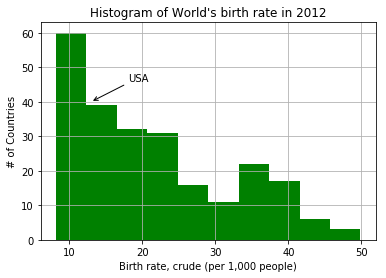 Histogram of World's birth rate in 2012
60
50
40
30
20
10
0
# of Countries
USA
10 20 30 40 50
Birth rate, crude (per 1,000 people)